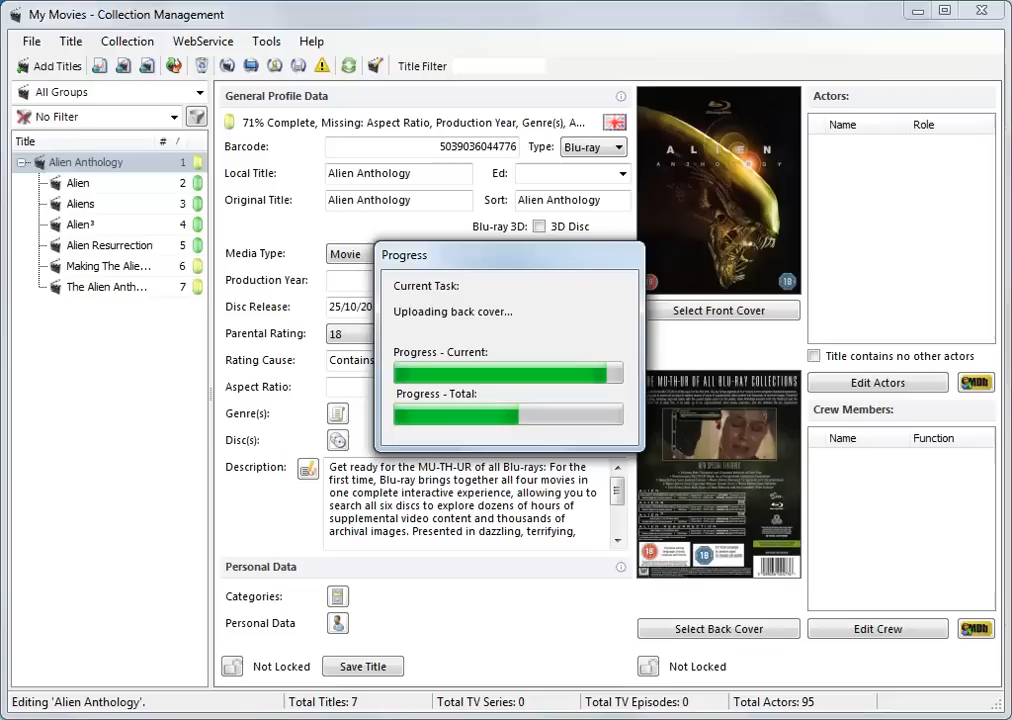 My Movies - Collection Management
File Title Collection WebService Tools Help
Add Titles
Title Filter
All Groups
No Filter
Title # /
Alien Anthology 1
Alien 2
Aliens 3
Alien³ 4
Alien Resurrection 5
Making The Alie... 6
The Alien Anth... 7
General Profile Data
71% Complete, Missing: Aspect Ratio, Production Year, Genre(s), A...
Barcode: 5039036044776 Type: Blu-ray
Local Title: Alien Anthology Ed:
Original Title: Alien Anthology Sort: Alien Anthology
Blu-ray 3D: 3D Disc
Media Type: Movie
Production Year:
Disc Release: 25/10/20
Parental Rating: 18
Rating Cause: Contains
Aspect Ratio:
Genre(s):
Disc(s):
Description: Get ready for the MU-TH-UR of all Blu-rays: For the
first time, Blu-ray brings together all four movies in
one complete interactive experience, allowing you to
search all six discs to explore dozens of hours of
supplemental video content and thousands of
archival images. Presented in dazzling, terrifying,
Progress
Current Task:
Uploading back cover...
Progress - Current:
Progress - Total:
Personal Data
Categories:
Personal Data
Not Locked Save Title
ALIEN
ANTHOLOGY
18
Select Front Cover
HE MU-TH-UR OF ALL BLU-RAY COLLECTIONS
18
18
Select Back Cover
Not Locked
Actors:
Name Role
Title contains no other actors
Edit Actors
Crew Members:
Name Function
Edit Crew
Editing 'Alien Anthology'. Total Titles: 7 Total TV Series: 0 Total TV Episodes: 0 Total Actors: 95